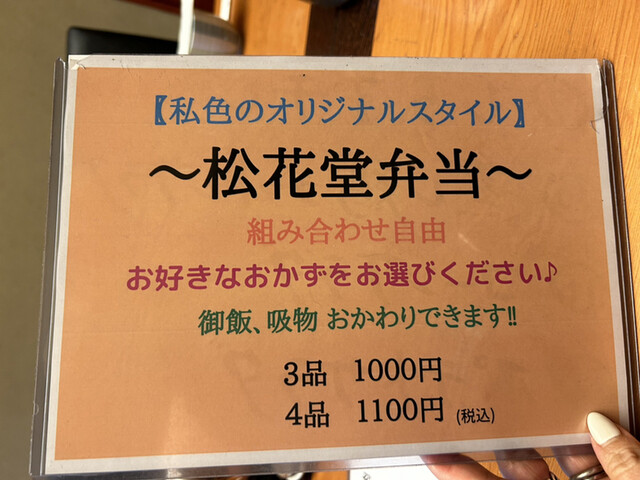 【私色のオリジナルスタイル】
～松花堂弁当～
組み合わせ自由
お好きなおかずをお選びください♪
御飯、吸物 おかわりできます!!
3品 1000円
4品 1100円 (税込)